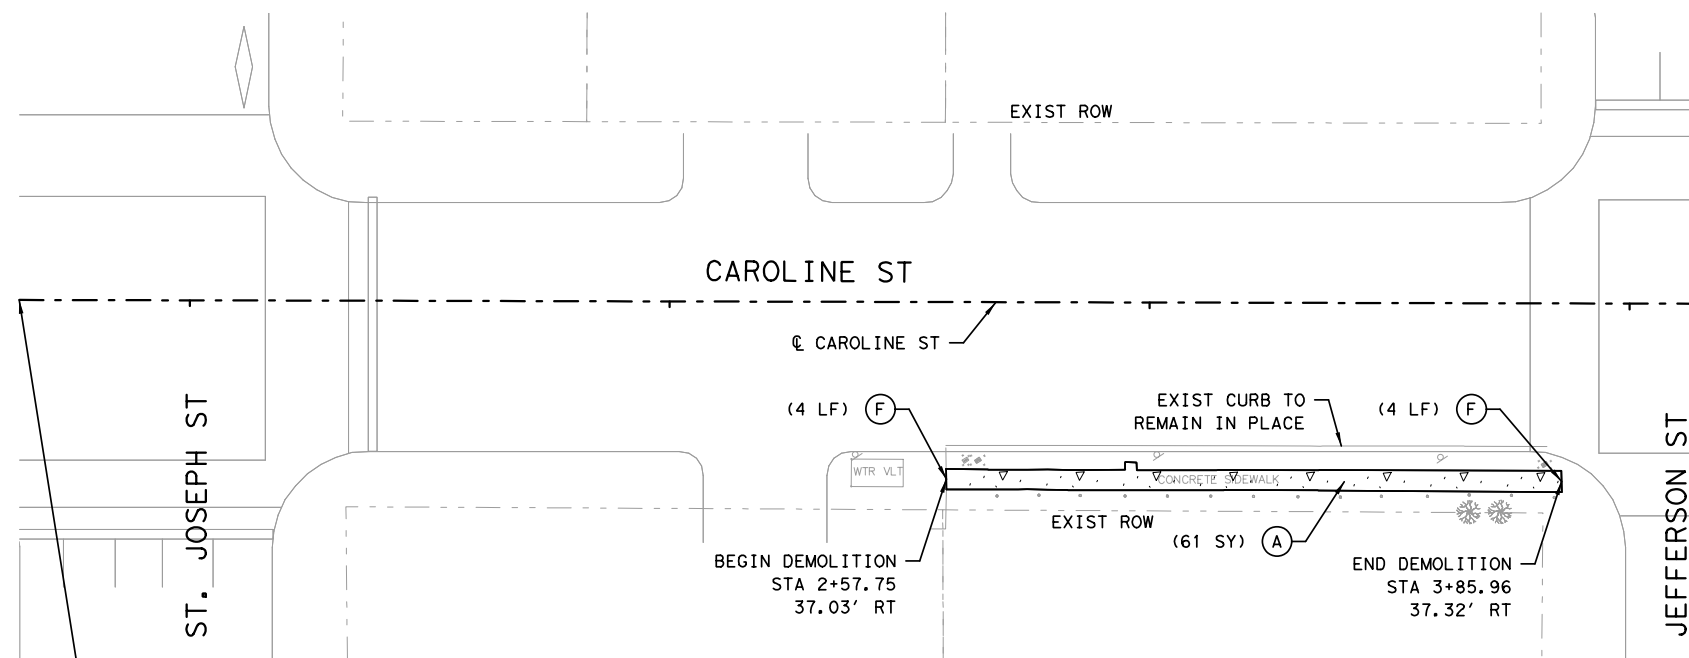 EXIST ROW
CAROLINE ST
℄ CAROLINE ST
(4 LF) F
EXIST CURB TO
REMAIN IN PLACE
(4 LF) F
WTR VLT
CONCRETE SIDEWALK
EXIST ROW
(61 SY) A
BEGIN DEMOLITION
STA 2+57.75
37.03' RT
END DEMOLITION
STA 3+85.96
37.32' RT
ST. JOSEPH ST
JEFFERSON ST